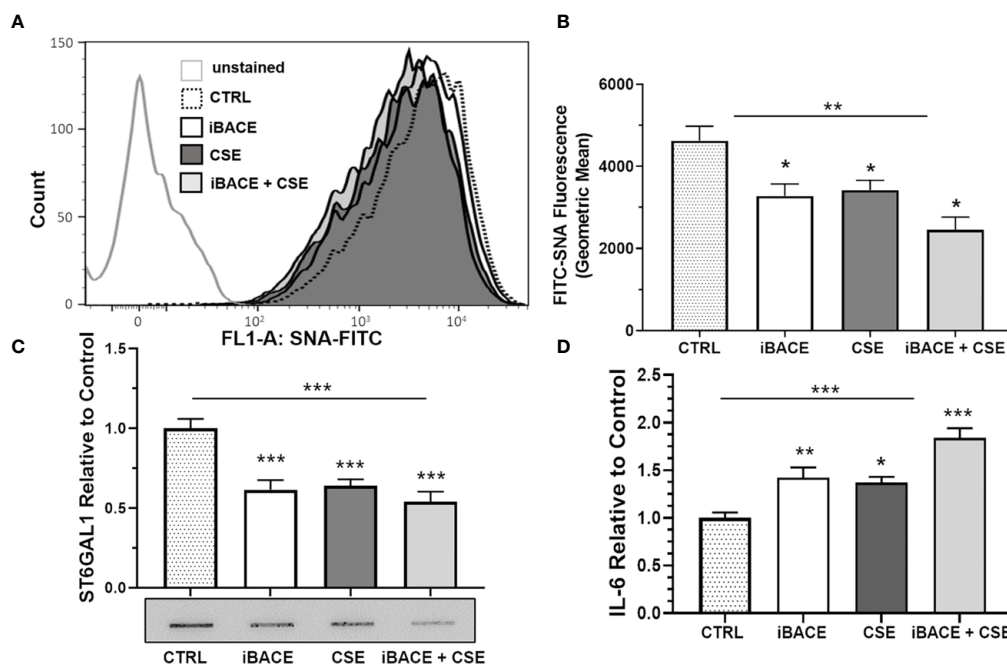 A
150
100
50
0
Count
unstained
CTRL
iBACE
CSE
iBACE + CSE
0
10²
10³
10⁴
FL1-A: SNA-FITC
B
6000
4000
2000
0
FITC-SNA Fluorescence
(Geometric Mean)
**
*
*
*
CTRL
iBACE
CSE
iBACE + CSE
C
1.5
1.0
0.5
0.0
ST6GAL1 Relative to Control
***
***
***
***
CTRL
iBACE
CSE
iBACE + CSE
D
2.5
2.0
1.5
1.0
0.5
0.0
IL-6 Relative to Control
***
**
*
***
CTRL
iBACE
CSE
iBACE + CSE